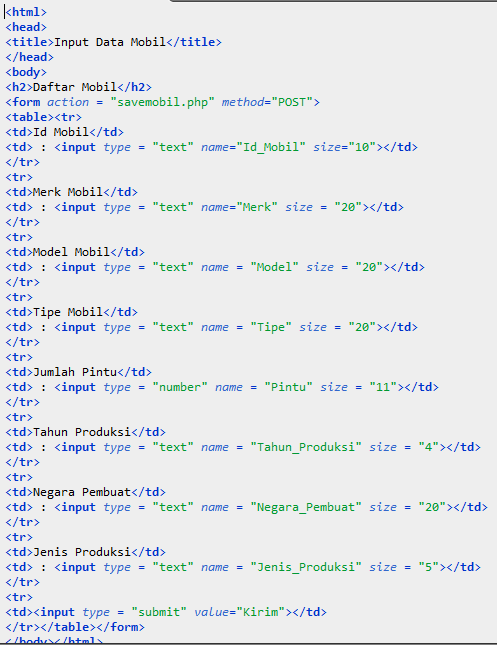 <html>
<head>
<title>Input Data Mobil</title>
</head>
<body>
<h2>Daftar Mobil</h2>
<form action = "savemobil.php" method="POST">
<table><tr>
<td>Id Mobil</td>
<td> : <input type = "text" name="Id_Mobil" size="10"></td>
</tr>
<tr>
<td>Merk Mobil</td>
<td> : <input type = "text" name="Merk" size = "20"></td>
</tr>
<tr>
<td>Model Mobil</td>
<td> : <input type = "text" name = "Model" size = "20"></td>
</tr>
<tr>
<td>Tipe Mobil</td>
<td> : <input type = "text" name = "Tipe" size = "20"></td>
</tr>
<tr>
<td>Jumlah Pintu</td>
<td> : <input type = "number" name = "Pintu" size = "11"></td>
</tr>
<tr>
<td>Tahun Produksi</td>
<td> : <input type = "text" name = "Tahun_Produksi" size = "4"></td>
</tr>
<tr>
<td>Negara Pembuat</td>
<td> : <input type = "text" name = "Negara_Pembuat" size = "20"></td>
</tr>
<tr>
<td>Jenis Produksi</td>
<td> : <input type = "text" name = "Jenis_Produksi" size = "5"></td>
</tr>
<tr>
<td><input type = "submit" value="Kirim"></td>
</tr></table></form>
</body></html>